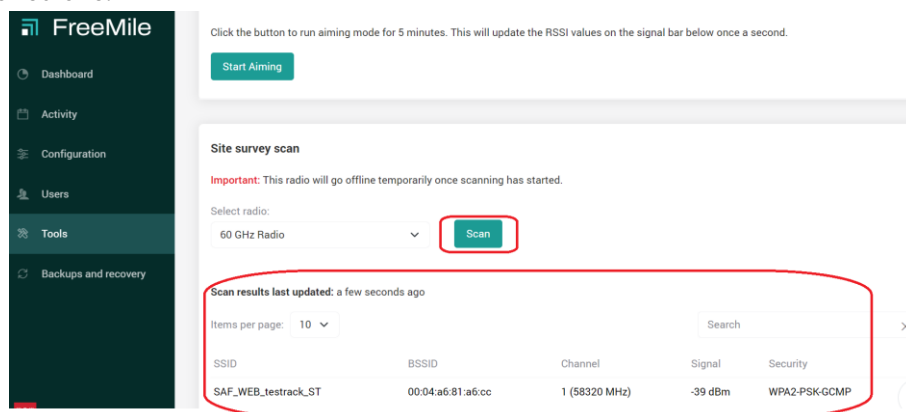 FreeMile
Dashboard
Activity
Configuration
Users
Tools
Backups and recovery
Click the button to run aiming mode for 5 minutes. This will update the RSSI values on the signal bar below once a second.
Start Aiming
Site survey scan
Important: This radio will go offline temporarily once scanning has started.
Select radio:
60 GHz Radio
Scan
Scan results last updated: a few seconds ago
Items per page: 10
Search
SSID BSSID Channel Signal Security
SAF_WEB_testrack_ST 00:04:a6:81:a6:cc 1 (58320 MHz) -39 dBm WPA2-PSK-GCMP